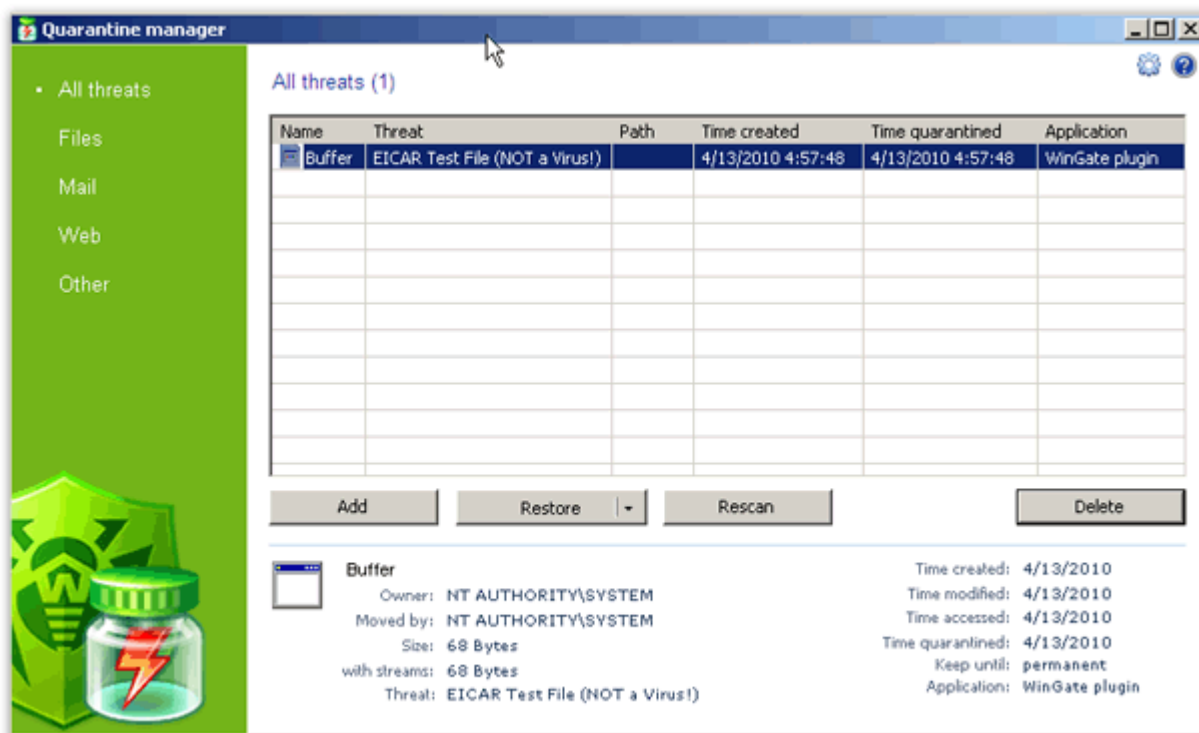 Quarantine manager
All threats
Files
Mail
Web
Other
All threats (1)
Name Threat Path Time created Time quarantined Application
Buffer EICAR Test File (NOT a Virus!) 4/13/2010 4:57:48 4/13/2010 4:57:48 WinGate plugin
Add Restore Rescan Delete
Buffer
Owner: NT AUTHORITY\SYSTEM
Moved by: NT AUTHORITY\SYSTEM
Size: 68 Bytes
with streams: 68 Bytes
Threat: EICAR Test File (NOT a Virus!)
Time created: 4/13/2010
Time modified: 4/13/2010
Time accessed: 4/13/2010
Time quarantined: 4/13/2010
Keep until: permanent
Application: WinGate plugin